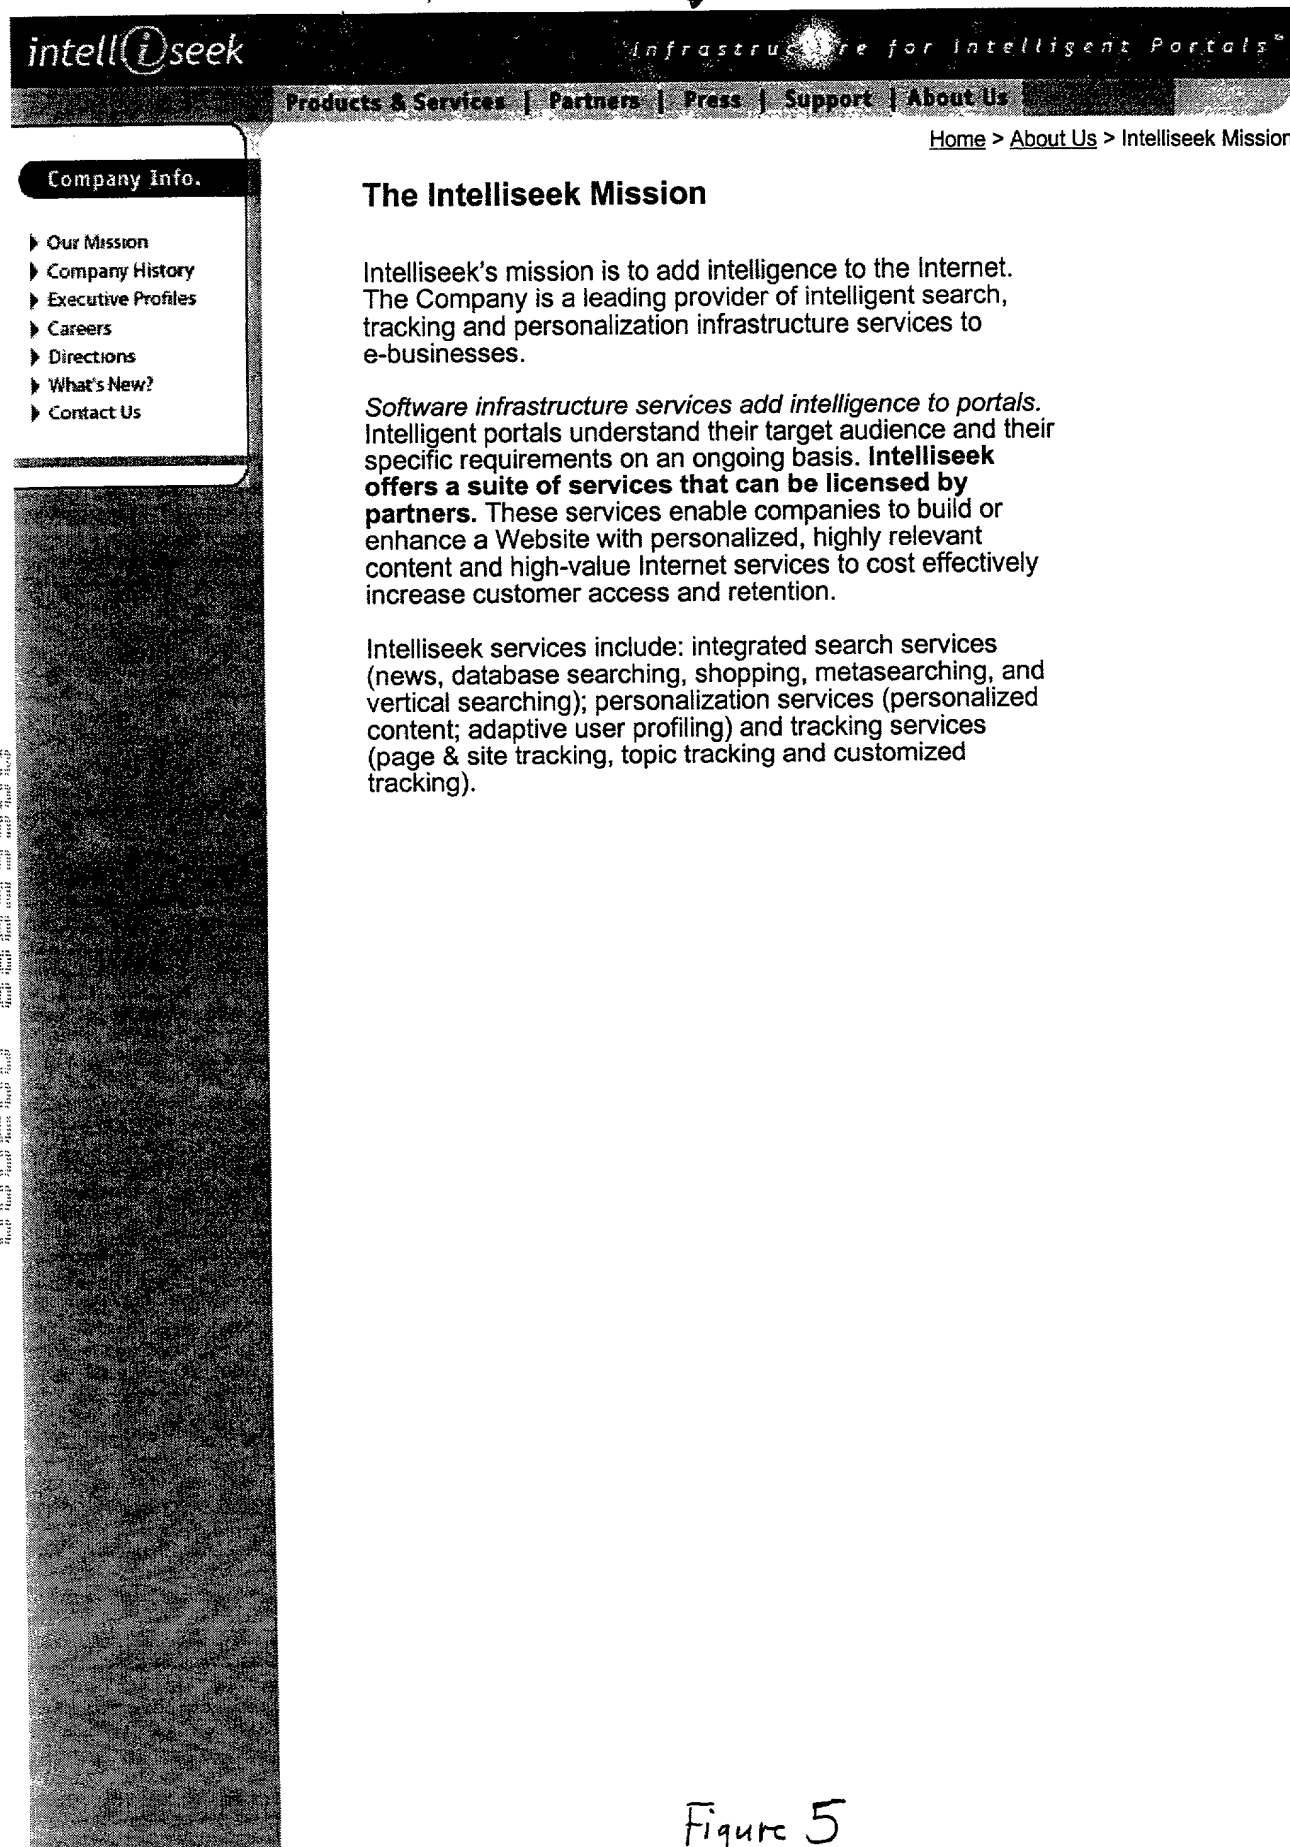 intelliseek
Infrastructure for Intelligent Portals
Products & Services | Partners | Press | Support | About Us
Home > About Us > Intelliseek Mission
Company Info.
Our Mission
Company History
Executive Profiles
Careers
Directions
What's New?
Contact Us
The Intelliseek Mission
Intelliseek's mission is to add intelligence to the Internet.
The Company is a leading provider of intelligent search,
tracking and personalization infrastructure services to
e-businesses.
Software infrastructure services add intelligence to portals.
Intelligent portals understand their target audience and their
specific requirements on an ongoing basis. Intelliseek
offers a suite of services that can be licensed by
partners. These services enable companies to build or
enhance a Website with personalized, highly relevant
content and high-value Internet services to cost effectively
increase customer access and retention.
Intelliseek services include: integrated search services
(news, database searching, shopping, metasearching, and
vertical searching); personalization services (personalized
content; adaptive user profiling) and tracking services
(page & site tracking, topic tracking and customized
tracking).
Figure 5